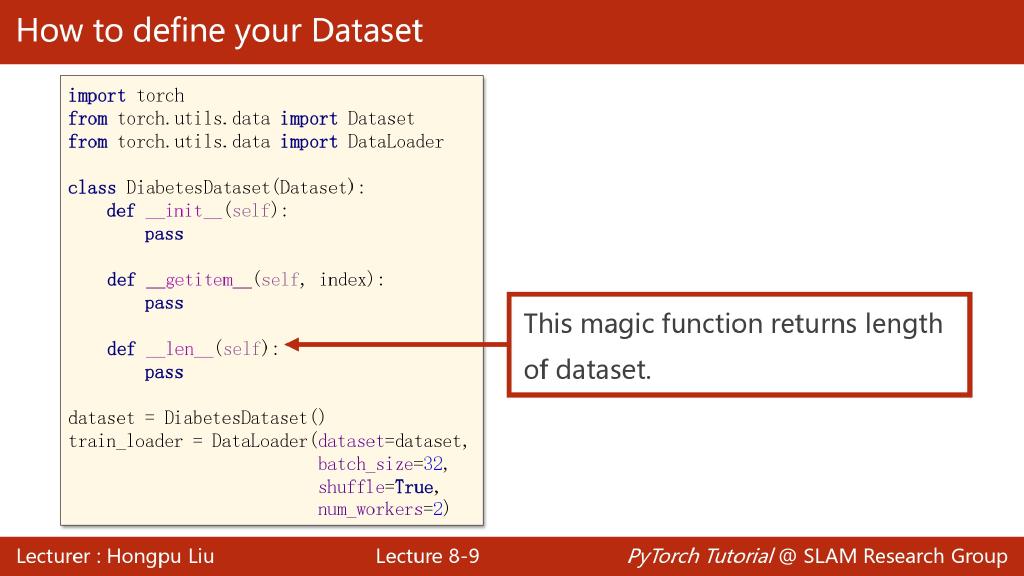 How to define your Dataset
import torch
from torch.utils.data import Dataset
from torch.utils.data import DataLoader
class DiabetesDataset(Dataset):
    def __init__(self):
        pass
    def __getitem__(self, index):
        pass
    def __len__(self):
        pass
dataset = DiabetesDataset()
train_loader = DataLoader(dataset=dataset,
                          batch_size=32,
                          shuffle=True,
                          num_workers=2)
This magic function returns length
of dataset.
Lecturer : Hongpu Liu
Lecture 8-9
PyTorch Tutorial @ SLAM Research Group